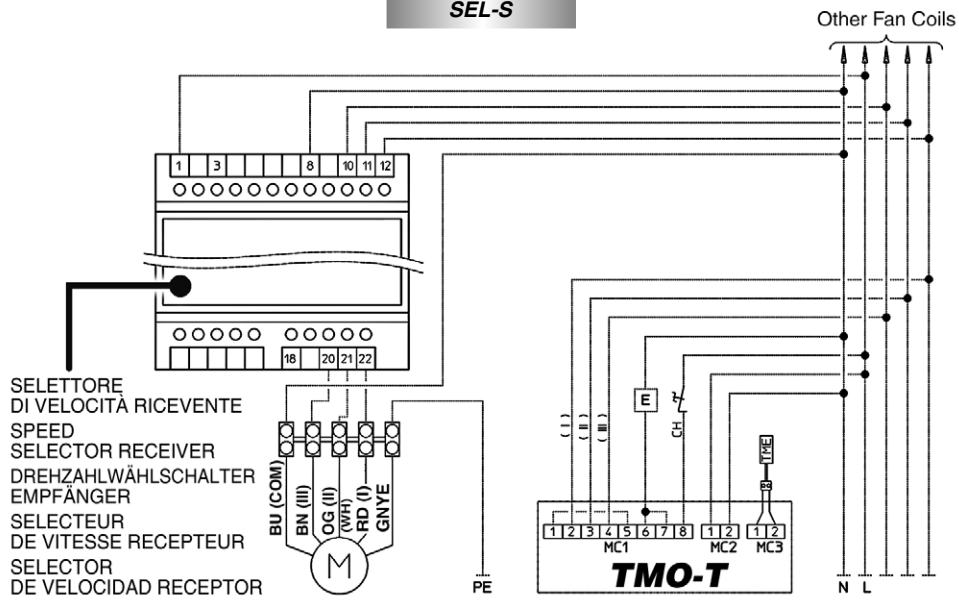 SEL-S
Other Fan Coils
1 3 8 10 11 12
18 20 21 22
SELETTORE
DI VELOCITÀ RICEVENTE
SPEED
SELECTOR RECEIVER
DREHZAHLWÄHLSCHALTER
EMPFÄNGER
SELECTEUR
DE VITESSE RECEPTEUR
SELECTOR
DE VELOCIDAD RECEPTOR
BU (COM)
BN (III)
OG (II)
(WH)
RD (I)
GNYE
M
PE
( I )
( II )
( III )
E
CH
TME
1 2 3 4 5 6 7 8
MC1
1 2
MC2
1 2
MC3
TMO-T
N L